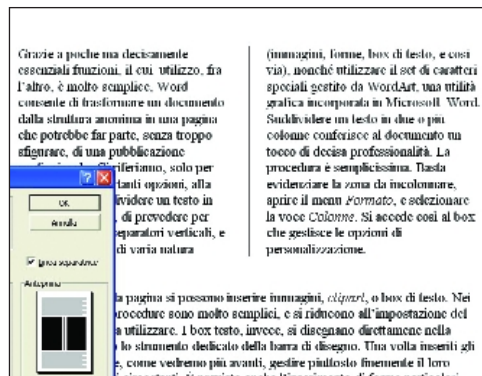 Grazie a poche ma decisamente
essenziali funzioni, il cui utilizzo, fra
l'altro, è molto semplice, Word
consente di trasformare un documento
dalla struttura anonima in una pagina
che potrebbe far parte, senza troppo
sfigurare, di una pubblicazione
riferiamo, solo per
tanti opzioni, alla
ividere un testo in
, di prevedere per
eparatori verticali, e
di varia natura
(immagini, forme, box di testo, e così
via), nonché utilizzare il set di caratteri
speciali gestito da WordArt, una utilità
grafica incorporata in Microsoft Word.
Suddividere un testo in due o più
colonne conferisce al documento un
tocco di decisa professionalità. La
procedura è semplicissima. Basta
evidenziare la zona da incolonnare,
aprire il menu Formato, e selezionare
la voce Colonne. Si accede così al box
che gestisce le opzioni di
personalizzazione.
OK
Annulla
Linea separatrice
Anteprima
a pagina si possono inserire immagini, clipart, o box di testo. Nei
procedure sono molto semplici, e si riducono all'impostazione del
a utilizzare. I box testo, invece, si disegnano direttamente nella
lo strumento dedicato della barra di disegno. Una volta inseriti gli
e, come vedremo più avanti, gestire piuttosto finemente il loro